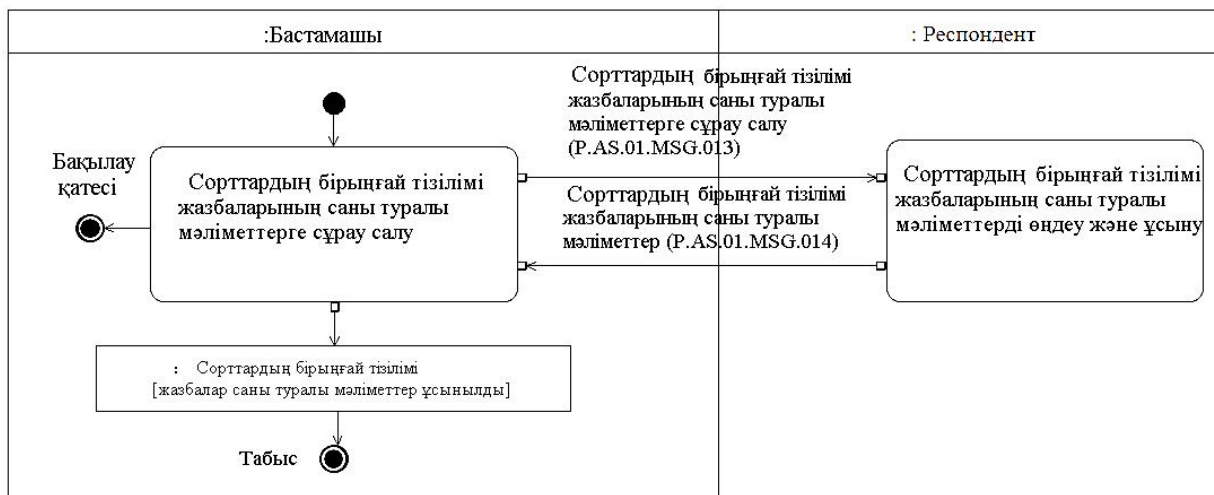 :Бастамашы
: Респондент
Сорттардың бірыңғай тізілімі
жазбаларының саны туралы
мәліметтерге сұрау салу
(P.AS.01.MSG.013)
Бақылау
қатесі
Сорттардың бірыңғай тізілімі
жазбаларының саны туралы
мәліметтерге сұрау салу
Сорттардың бірыңғай тізілімі
жазбаларының саны туралы
мәліметтер (P.AS.01.MSG.014)
Сорттардың бірыңғай тізілімі
жазбаларының саны туралы
мәліметтерді өңдеу және ұсыну
: Сорттардың бірыңғай тізілімі
[жазбалар саны туралы мәліметтер ұсынылды]
Табыс